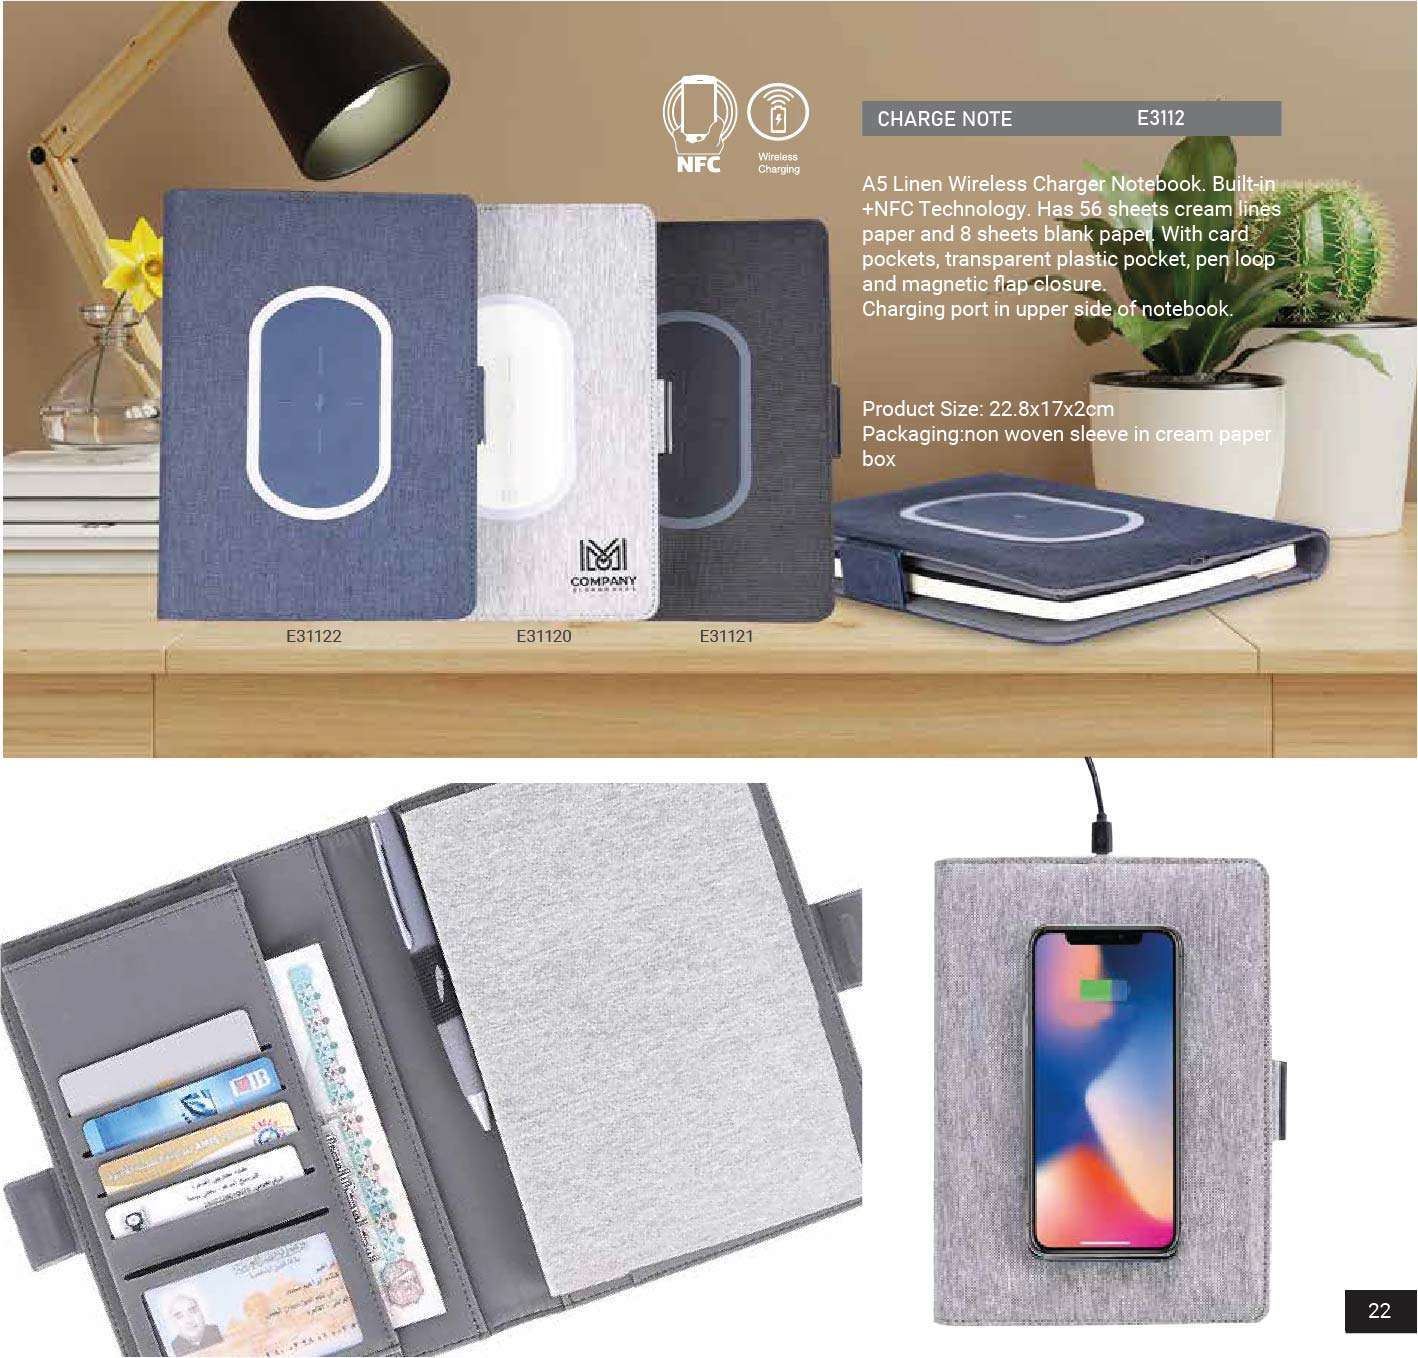 NFC
Wireless
Charging
CHARGE NOTE E3112
A5 Linen Wireless Charger Notebook. Built-in
+NFC Technology. Has 56 sheets cream lines
paper and 8 sheets blank paper. With card
pockets, transparent plastic pocket, pen loop
and magnetic flap closure.
Charging port in upper side of notebook.
Product Size: 22.8x17x2cm
Packaging:non woven sleeve in cream paper
box
COMPANY
E31122
E31120
E31121
22